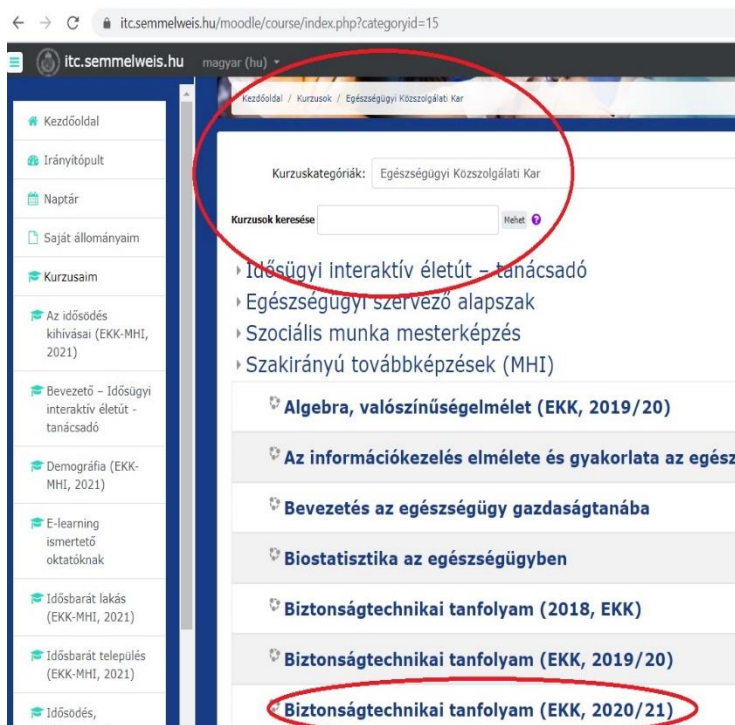 itc.semmelweis.hu/moodle/course/index.php?categoryid=15
itc.semmelweis.hu magyar (hu)
Kezdőoldal / Kurzusok / Egészségügyi Közszolgálati Kar
Kezdőoldal
Irányítópult
Naptár
Saját állományaim
Kurzusaim
Az idősödés
kihívásai (EKK-MHI,
2021)
Bevezető – Idősügyi
interaktív életút -
tanácsadó
Demográfia (EKK-
MHI, 2021)
E-learning
ismertető
oktatóknak
Idősbarát lakás
(EKK-MHI, 2021)
Idősbarát település
(EKK-MHI, 2021)
Idősödés,
Kurzuskategóriák: Egészségügyi Közszolgálati Kar
Kurzusok keresése Mehet ?
Idősügyi interaktív életút – tanácsadó
Egészségügyi szervező alapszak
Szociális munka mesterképzés
Szakirányú továbbképzések (MHI)
Algebra, valószínűségelmélet (EKK, 2019/20)
Az információkezelés elmélete és gyakorlata az egész
Bevezetés az egészségügy gazdaságtanába
Biostatisztika az egészségügyben
Biztonságtechnikai tanfolyam (2018, EKK)
Biztonságtechnikai tanfolyam (EKK, 2019/20)
Biztonságtechnikai tanfolyam (EKK, 2020/21)